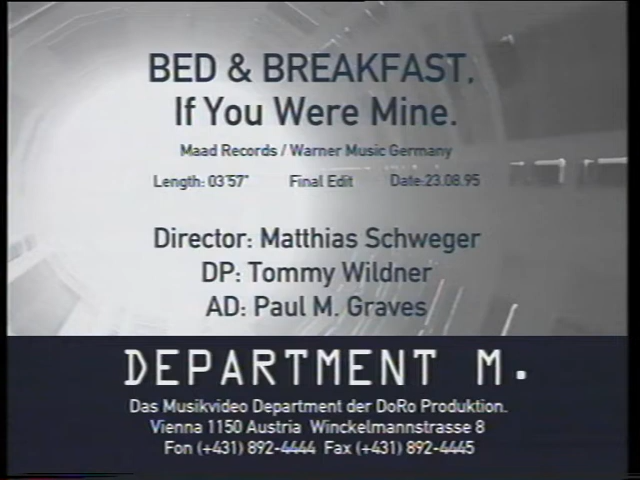 BED & BREAKFAST.
If You Were Mine.
Maad Records / Warner Music Germany
Length: 03'57" Final Edit Date:23.08.95
Director: Matthias Schweger
DP: Tommy Wildner
AD: Paul M. Graves
DEPARTMENT M.
Das Musikvideo Department der DoRo Produktion.
Vienna 1150 Austria Winckelmannstrasse 8
Fon (+431) 892-4444 Fax (+431) 892-4445